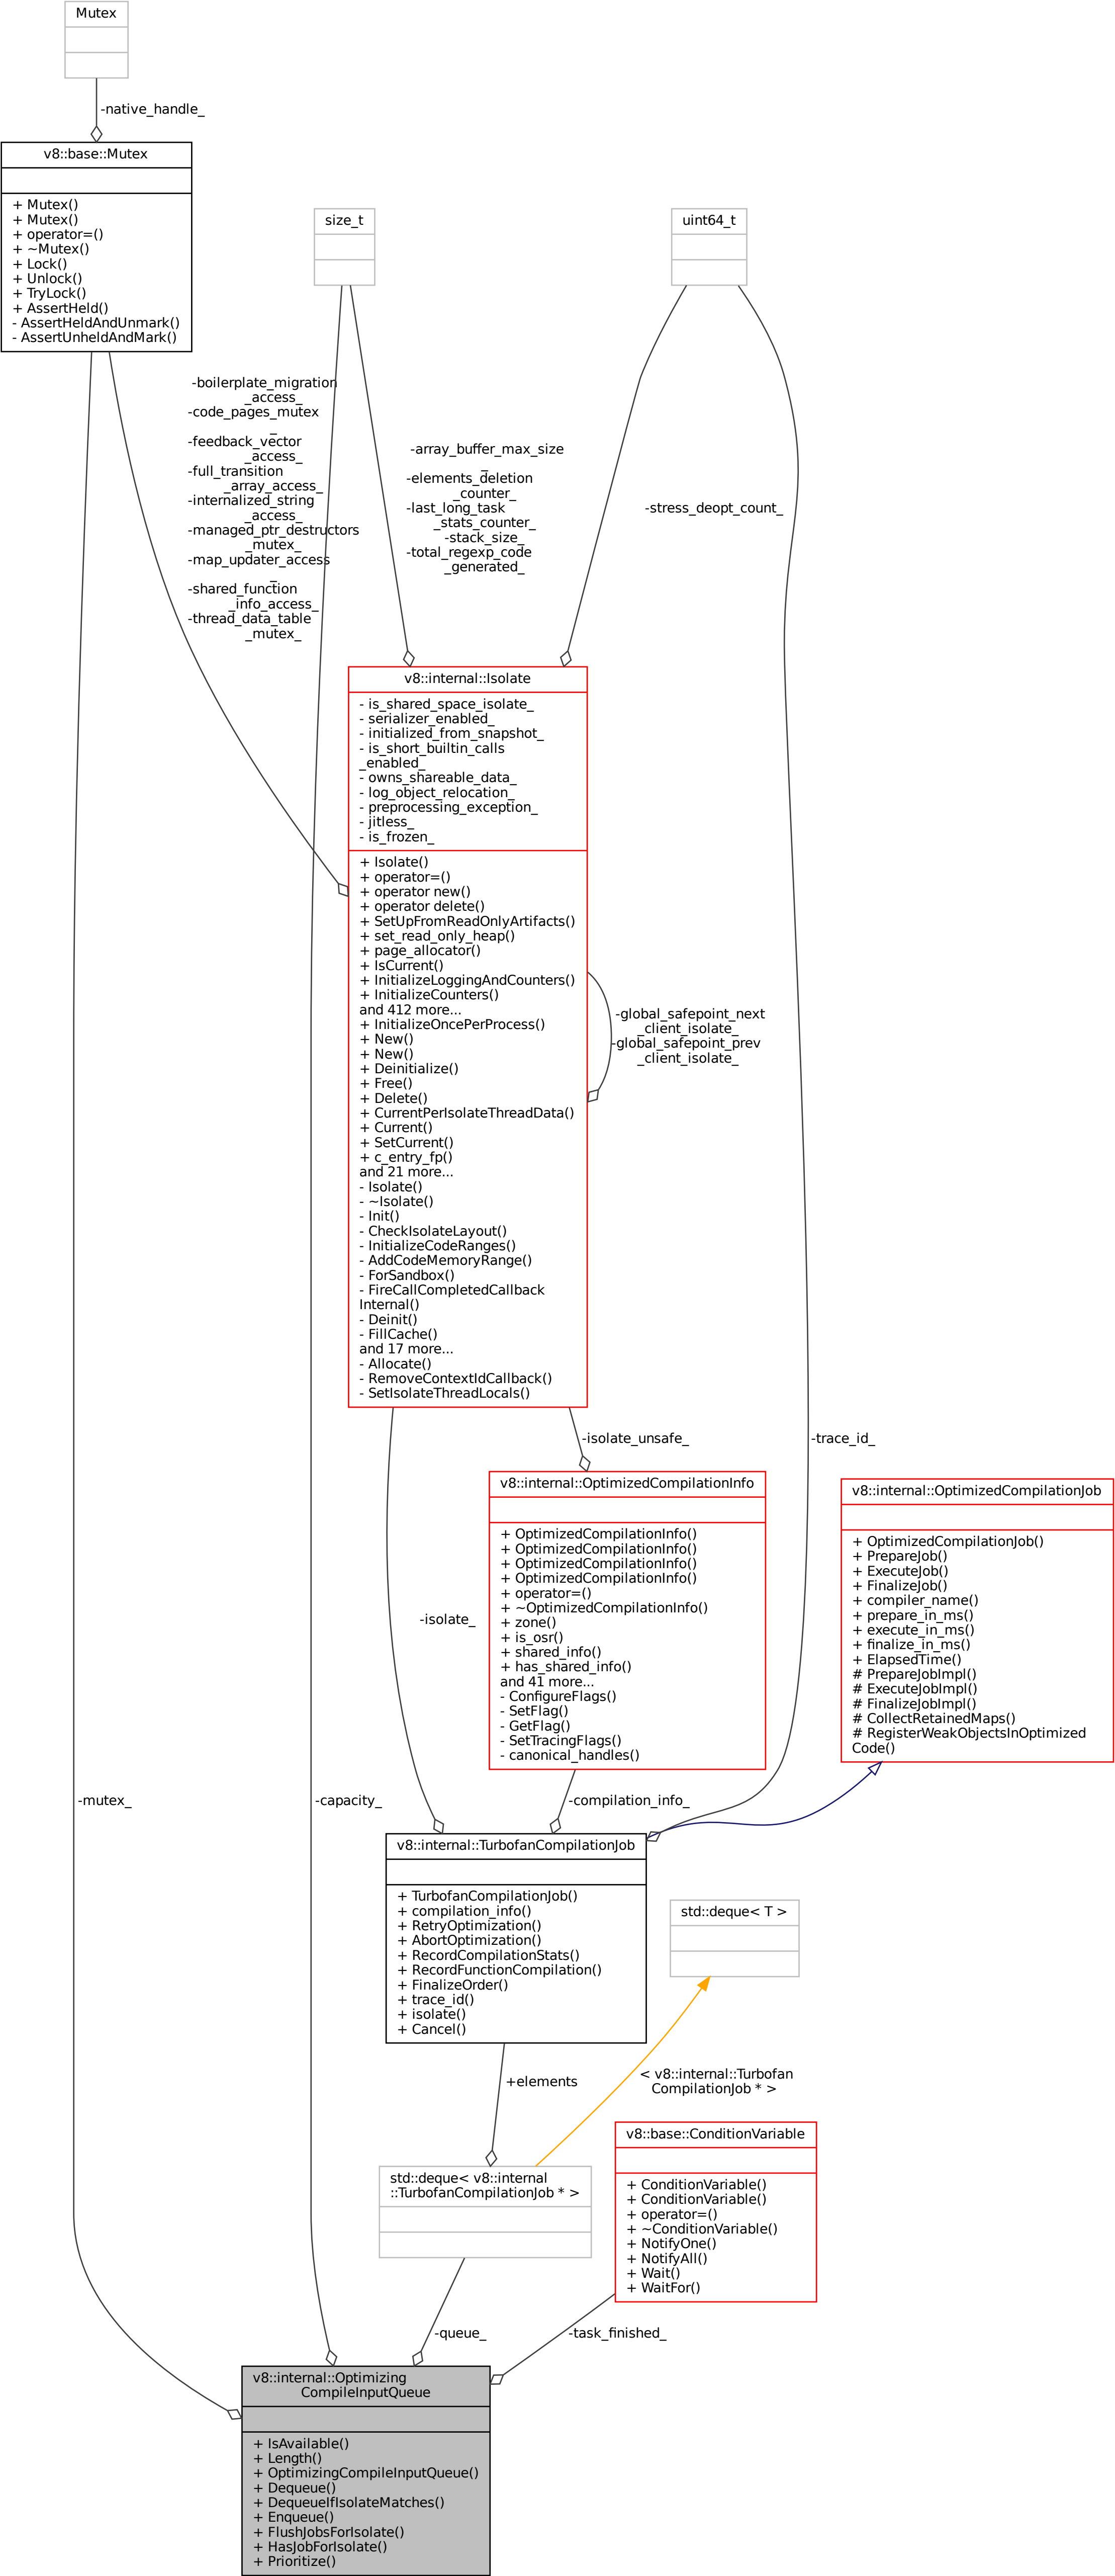 Mutex
-native_handle_
v8::base::Mutex
+ Mutex()
+ Mutex()
+ operator=()
+ ~Mutex()
+ Lock()
+ Unlock()
+ TryLock()
+ AssertHeld()
- AssertHeldAndUnmark()
- AssertUnheldAndMark()
size_t
uint64_t
-boilerplate_migration
_access_
-code_pages_mutex
_
-feedback_vector
_access_
-full_transition
_array_access_
-internalized_string
_access_
-managed_ptr_destructors
_mutex_
-map_updater_access
_
-shared_function
_info_access_
-thread_data_table
_mutex_
-array_buffer_max_size
_
-elements_deletion
_counter_
-last_long_task
_stats_counter_
-stack_size_
-total_regexp_code
_generated_
-stress_deopt_count_
v8::internal::Isolate
- is_shared_space_isolate_
- serializer_enabled_
- initialized_from_snapshot_
- is_short_builtin_calls
_enabled_
- owns_shareable_data_
- log_object_relocation_
- preprocessing_exception_
- jitless_
- is_frozen_
+ Isolate()
+ operator=()
+ operator new()
+ operator delete()
+ SetUpFromReadOnlyArtifacts()
+ set_read_only_heap()
+ page_allocator()
+ IsCurrent()
+ InitializeLoggingAndCounters()
+ InitializeCounters()
and 412 more...
+ InitializeOncePerProcess()
+ New()
+ New()
+ Deinitialize()
+ Free()
+ Delete()
+ CurrentPerIsolateThreadData()
+ Current()
+ SetCurrent()
+ c_entry_fp()
and 21 more...
- Isolate()
- ~Isolate()
- Init()
- CheckIsolateLayout()
- InitializeCodeRanges()
- AddCodeMemoryRange()
- ForSandbox()
- FireCallCompletedCallback
Internal()
- Deinit()
- FillCache()
and 17 more...
- Allocate()
- RemoveContextIdCallback()
- SetIsolateThreadLocals()
-global_safepoint_next
_client_isolate_
-global_safepoint_prev
_client_isolate_
-isolate_unsafe_
-trace_id_
v8::internal::OptimizedCompilationInfo
+ OptimizedCompilationInfo()
+ OptimizedCompilationInfo()
+ OptimizedCompilationInfo()
+ OptimizedCompilationInfo()
+ operator=()
+ ~OptimizedCompilationInfo()
+ zone()
+ is_osr()
+ shared_info()
+ has_shared_info()
and 41 more...
- ConfigureFlags()
- SetFlag()
- GetFlag()
- SetTracingFlags()
- canonical_handles()
v8::internal::OptimizedCompilationJob
+ OptimizedCompilationJob()
+ PrepareJob()
+ ExecuteJob()
+ FinalizeJob()
+ compiler_name()
+ prepare_in_ms()
+ execute_in_ms()
+ finalize_in_ms()
+ ElapsedTime()
# PrepareJobImpl()
# ExecuteJobImpl()
# FinalizeJobImpl()
# CollectRetainedMaps()
# RegisterWeakObjectsInOptimized
Code()
-isolate_
-mutex_
-capacity_
-compilation_info_
v8::internal::TurbofanCompilationJob
+ TurbofanCompilationJob()
+ compilation_info()
+ RetryOptimization()
+ AbortOptimization()
+ RecordCompilationStats()
+ RecordFunctionCompilation()
+ FinalizeOrder()
+ trace_id()
+ isolate()
+ Cancel()
std::deque< T >
+elements
< v8::internal::Turbofan
CompilationJob * >
std::deque< v8::internal
::TurbofanCompilationJob * >
v8::base::ConditionVariable
+ ConditionVariable()
+ ConditionVariable()
+ operator=()
+ ~ConditionVariable()
+ NotifyOne()
+ NotifyAll()
+ Wait()
+ WaitFor()
-queue_
-task_finished_
v8::internal::Optimizing
CompileInputQueue
+ IsAvailable()
+ Length()
+ OptimizingCompileInputQueue()
+ Dequeue()
+ DequeueIfIsolateMatches()
+ Enqueue()
+ FlushJobsForIsolate()
+ HasJobForIsolate()
+ Prioritize()